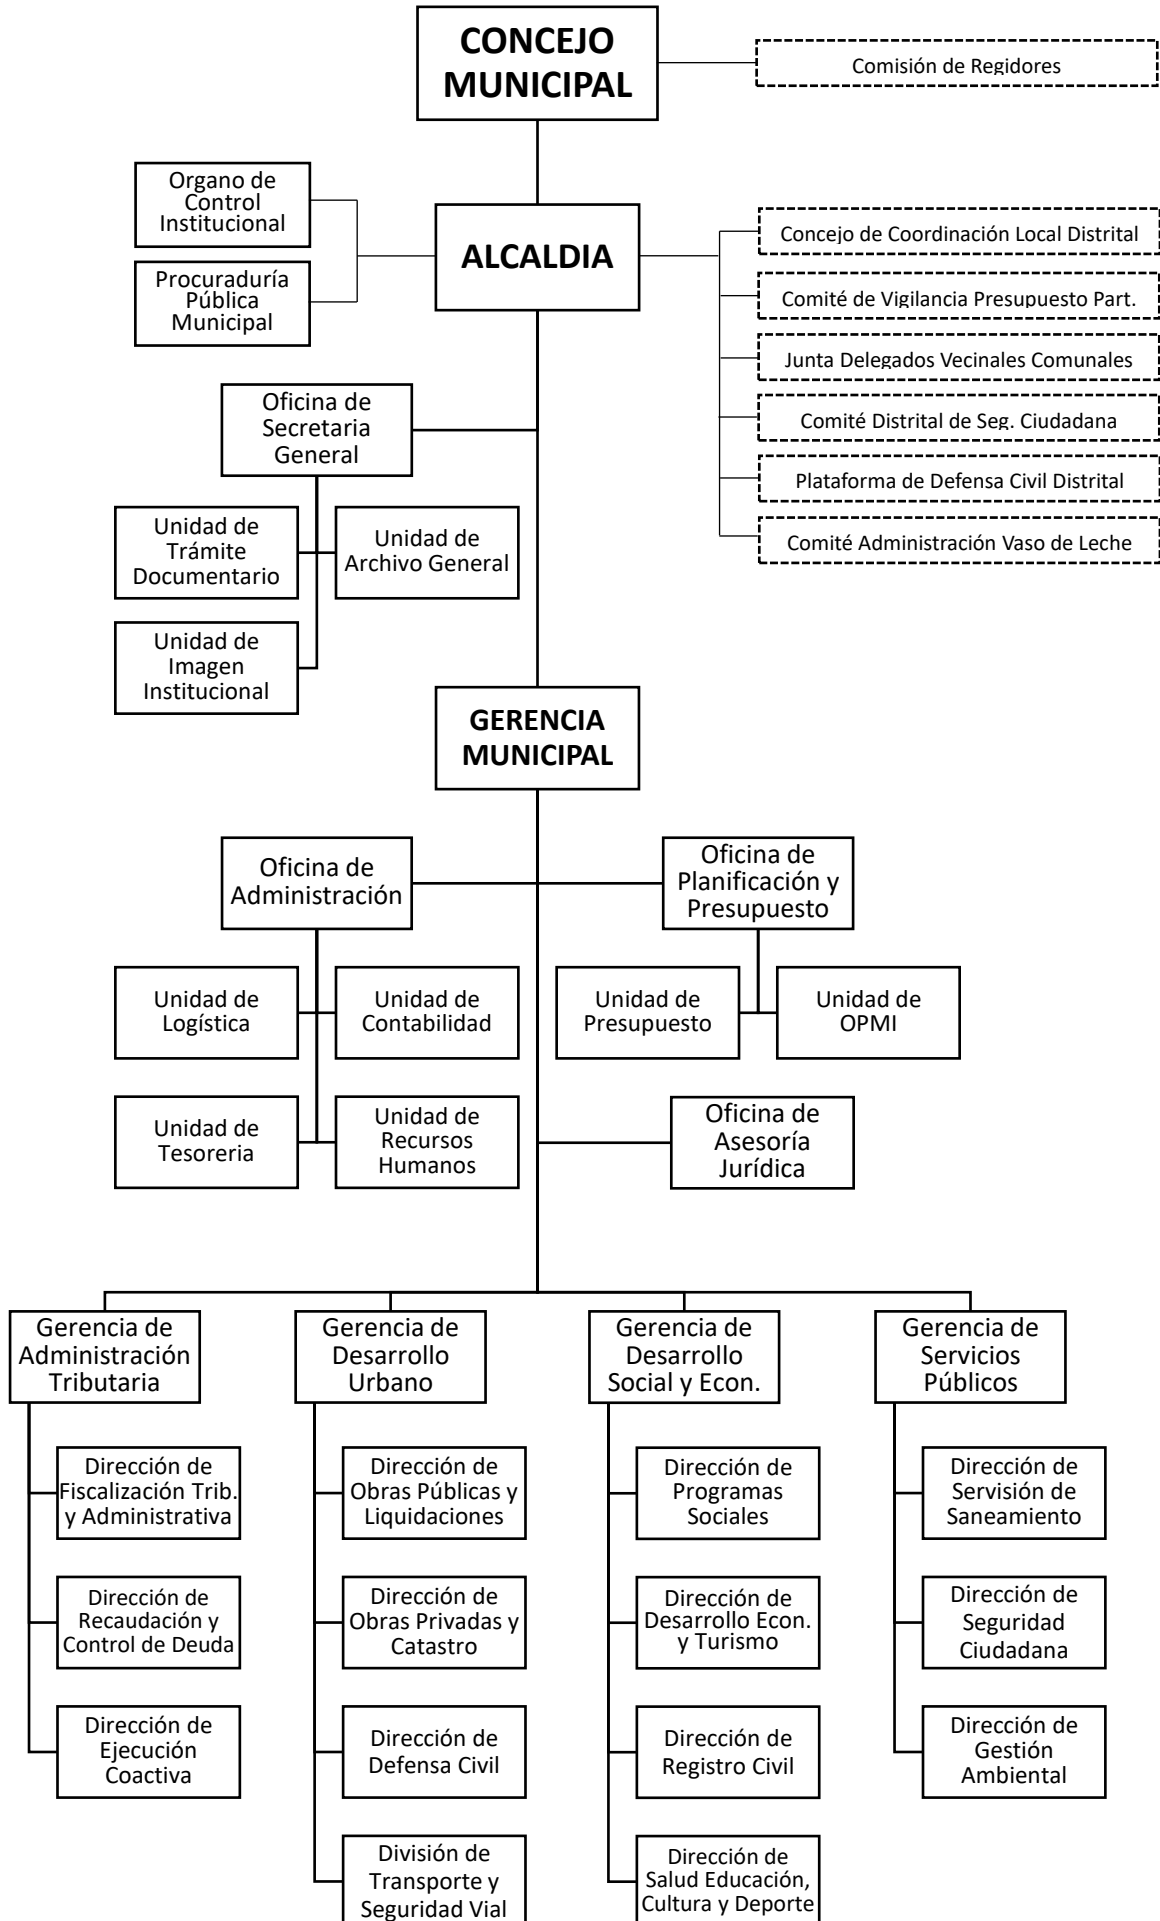 CONCEJO
MUNICIPAL
Comisión de Regidores
Organo de
Control
Institucional
Procuraduría
Pública
Municipal
ALCALDIA
Concejo de Coordinación Local Distrital
Comité de Vigilancia Presupuesto Part.
Junta Delegados Vecinales Comunales
Comité Distrital de Seg. Ciudadana
Plataforma de Defensa Civil Distrital
Comité Administración Vaso de Leche
Oficina de
Secretaria
General
Unidad de
Trámite
Documentario
Unidad de
Archivo General
Unidad de
Imagen
Institucional
GERENCIA
MUNICIPAL
Oficina de
Administración
Oficina de
Planificación y
Presupuesto
Unidad de
Logística
Unidad de
Contabilidad
Unidad de
Presupuesto
Unidad de
OPMI
Unidad de
Tesoreria
Unidad de
Recursos
Humanos
Oficina de
Asesoría
Jurídica
Gerencia de
Administración
Tributaria
Gerencia de
Desarrollo
Urbano
Gerencia de
Desarrollo
Social y Econ.
Gerencia de
Servicios
Públicos
Dirección de
Fiscalización Trib.
y Administrativa
Dirección de
Obras Públicas y
Liquidaciones
Dirección de
Programas
Sociales
Dirección de
Servisión de
Saneamiento
Dirección de
Recaudación y
Control de Deuda
Dirección de
Obras Privadas y
Catastro
Dirección de
Desarrollo Econ.
y Turismo
Dirección de
Seguridad
Ciudadana
Dirección de
Ejecución
Coactiva
Dirección de
Defensa Civil
Dirección de
Registro Civil
Dirección de
Gestión
Ambiental
División de
Transporte y
Seguridad Vial
Dirección de
Salud Educación,
Cultura y Deporte